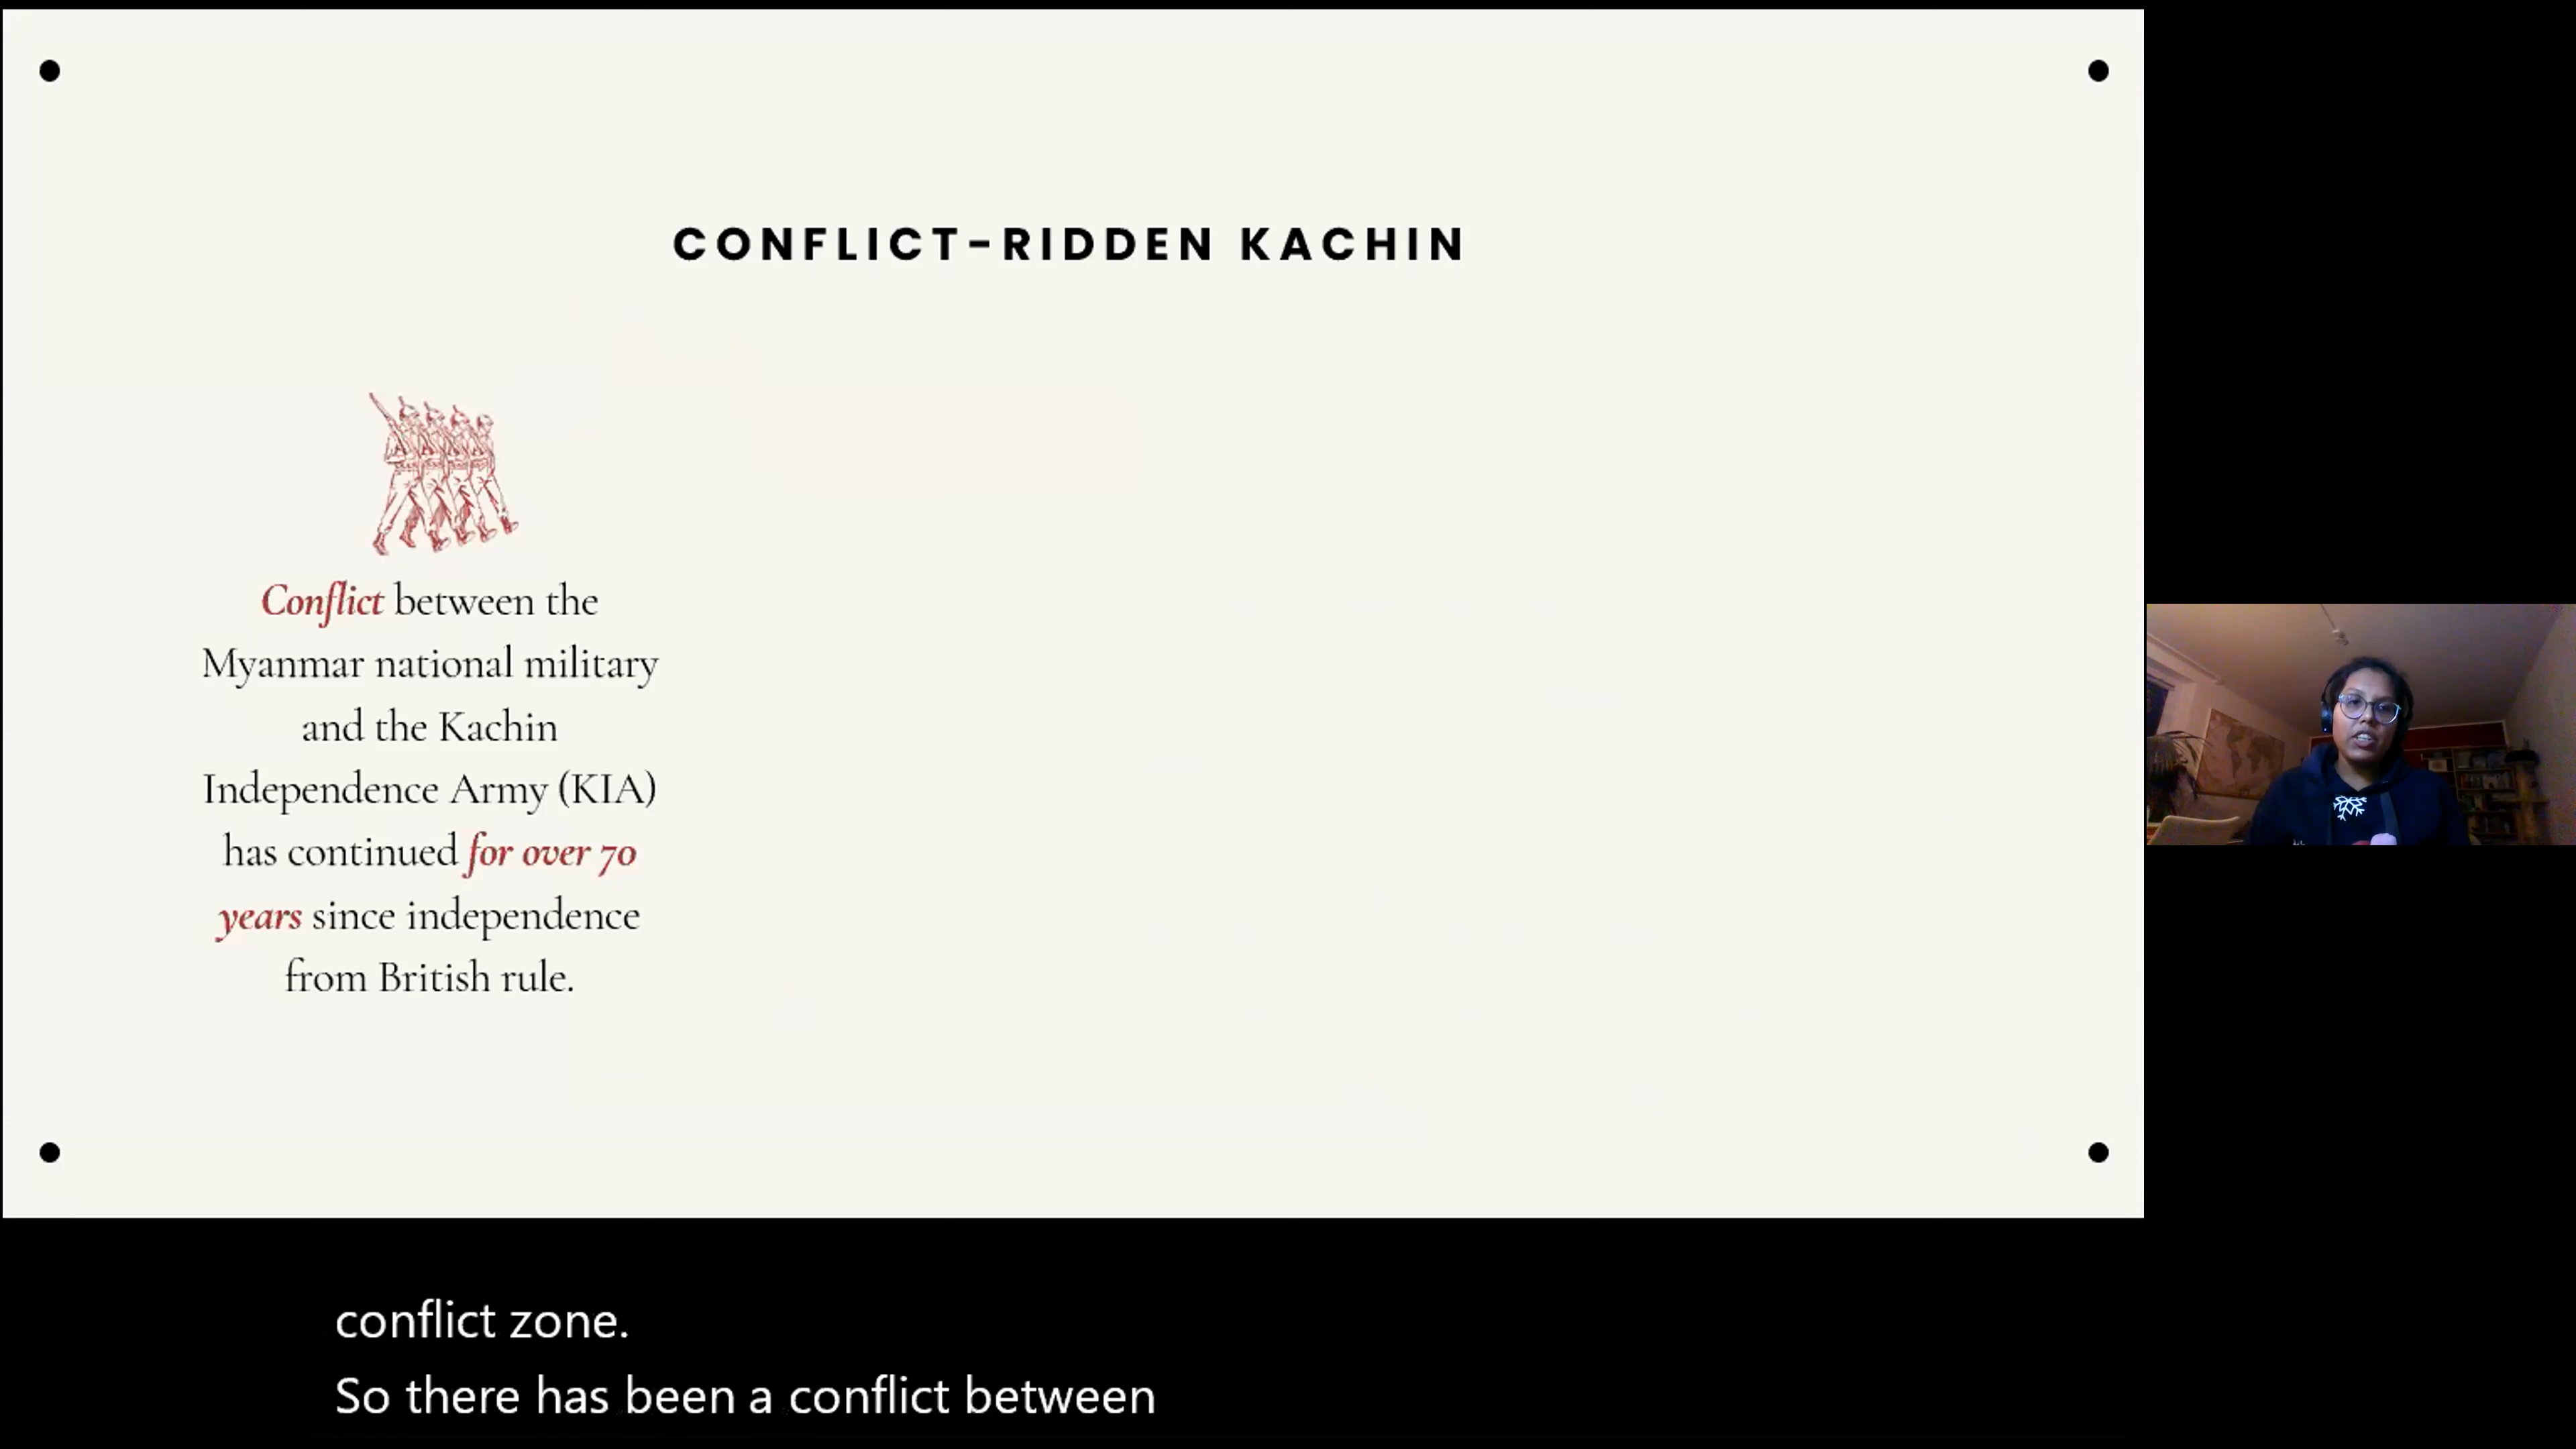 CONFLICT-RIDDEN KACHIN
Conflict between the
Myanmar national military
and the Kachin
Independence Army (KIA)
has continued for over 70
years since independence
from British rule.
conflict zone.
So there has been a conflict between